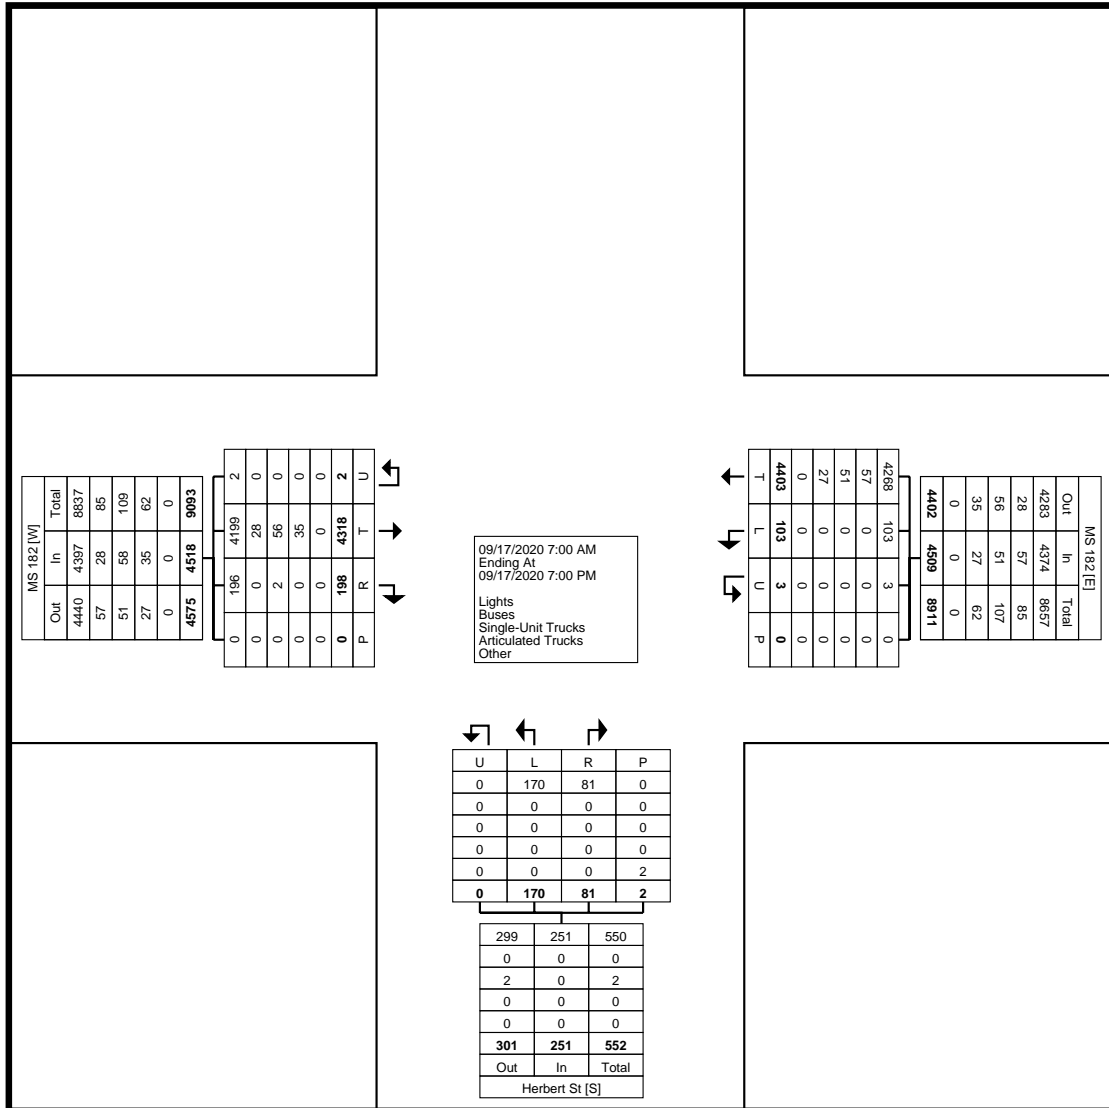 MS 182 [W]
Out In Total
4440 4397 8837
57 28 85
51 58 109
27 35 62
0 0 0
4575 4518 9093
0 196 4199 2
0 0 28 0
0 2 56 0
0 0 35 0
0 0 0 0
0 198 4318 2
P R T U
09/17/2020 7:00 AM
Ending At
09/17/2020 7:00 PM
Lights
Buses
Single-Unit Trucks
Articulated Trucks
Other
MS 182 [E]
Out In Total
4283 4374 8657
28 57 85
56 51 107
35 27 62
0 0 0
4402 4509 8911
4268 103 3 0
57 0 0 0
51 0 0 0
27 0 0 0
0 0 0 0
4403 103 3 0
T L U P
U L R P
0 170 81 0
0 0 0 0
0 0 0 0
0 0 0 0
0 0 0 2
0 170 81 2
299 251 550
0 0 0
2 0 2
0 0 0
0 0 0
301 251 552
Out In Total
Herbert St [S]